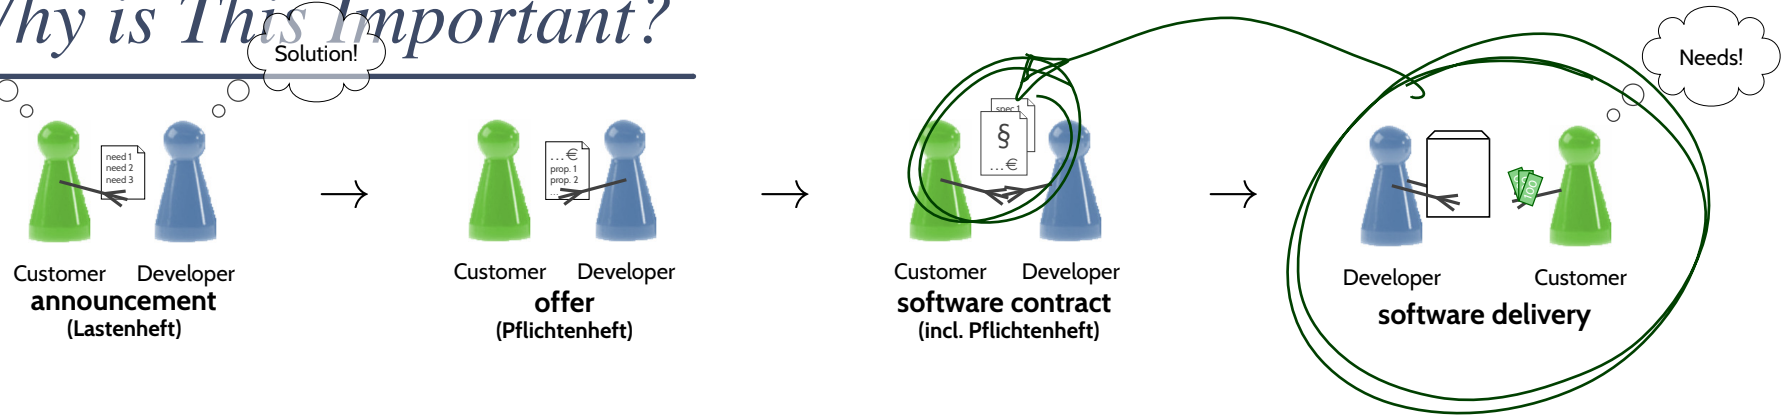 Why is This Important?
Solution!
Needs!
need 1
need 2
need 3
...€
prop. 1
prop. 2
...
spec 1
§
...€
100
Customer Developer
announcement
(Lastenheft)
Customer Developer
offer
(Pflichtenheft)
Customer Developer
software contract
(incl. Pflichtenheft)
Developer Customer
software delivery